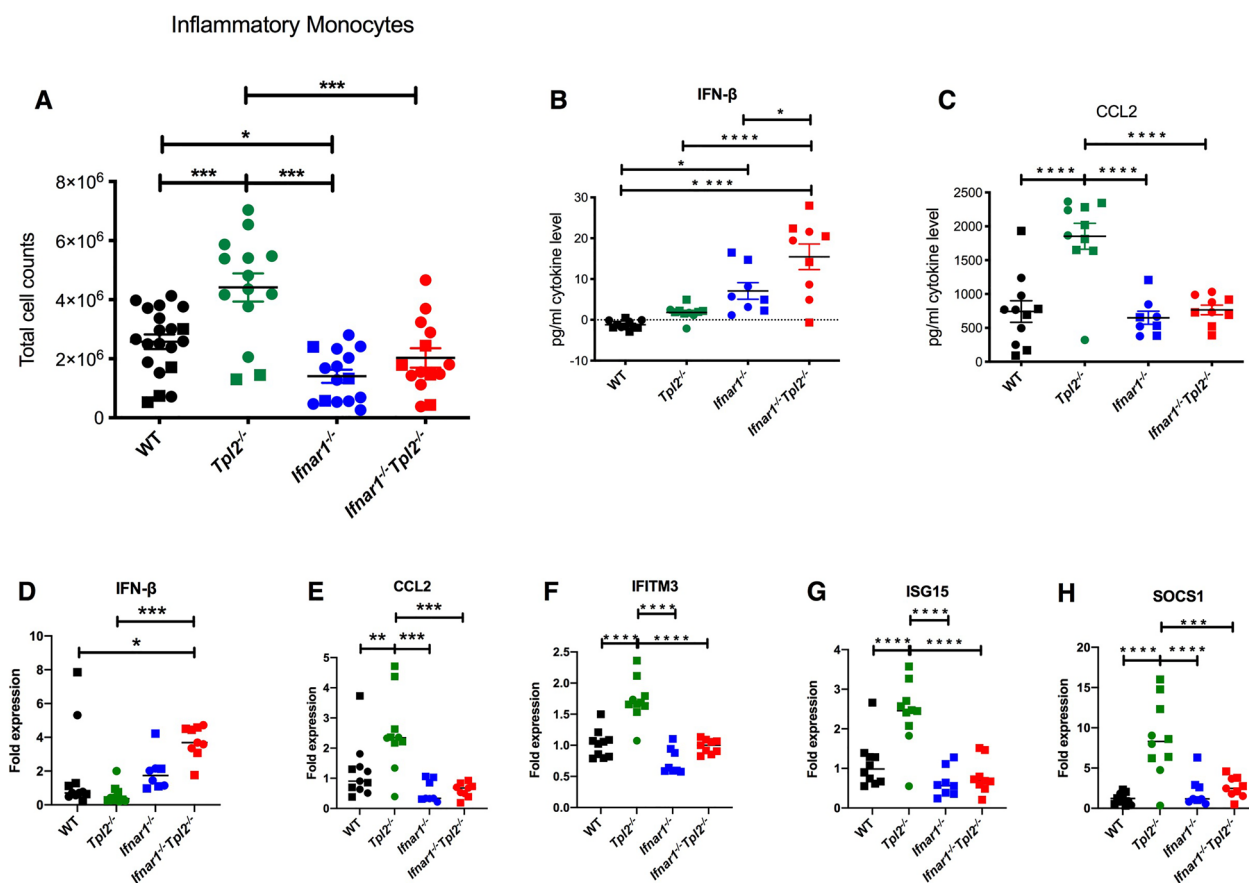 Inflammatory Monocytes
A
***
*
***
***
Total cell counts
8×10⁶
6×10⁶
4×10⁶
2×10⁶
0
WT
Tpl2⁻/⁻
Ifnar1⁻/⁻
Ifnar1⁻/⁻Tpl2⁻/⁻
B
IFN-β
*
****
*
****
pg/ml cytokine level
30
20
10
0
-10
WT
Tpl2⁻/⁻
Ifnar1⁻/⁻
Ifnar1⁻/⁻Tpl2⁻/⁻
C
CCL2
****
****
****
pg/ml cytokine level
2500
2000
1500
1000
500
0
WT
Tpl2⁻/⁻
Ifnar1⁻/⁻
Ifnar1⁻/⁻Tpl2⁻/⁻
D
IFN-β
***
*
Fold expression
10
8
6
4
2
0
WT
Tpl2⁻/⁻
Ifnar1⁻/⁻
Ifnar1⁻/⁻Tpl2⁻/⁻
E
CCL2
***
**
***
Fold expression
5
4
3
2
1
0
WT
Tpl2⁻/⁻
Ifnar1⁻/⁻
Ifnar1⁻/⁻Tpl2⁻/⁻
F
IFITM3
****
****
****
Fold expression
2.5
2.0
1.5
1.0
0.5
0.0
WT
Tpl2⁻/⁻
Ifnar1⁻/⁻
Ifnar1⁻/⁻Tpl2⁻/⁻
G
ISG15
****
****
****
Fold expression
4
3
2
1
0
WT
Tpl2⁻/⁻
Ifnar1⁻/⁻
Ifnar1⁻/⁻Tpl2⁻/⁻
H
SOCS1
***
****
****
Fold expression
20
15
10
5
0
WT
Tpl2⁻/⁻
Ifnar1⁻/⁻
Ifnar1⁻/⁻Tpl2⁻/⁻